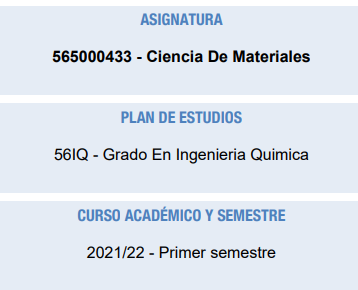 ASIGNATURA
565000433 - Ciencia De Materiales
PLAN DE ESTUDIOS
56IQ - Grado En Ingenieria Quimica
CURSO ACADÉMICO Y SEMESTRE
2021/22 - Primer semestre